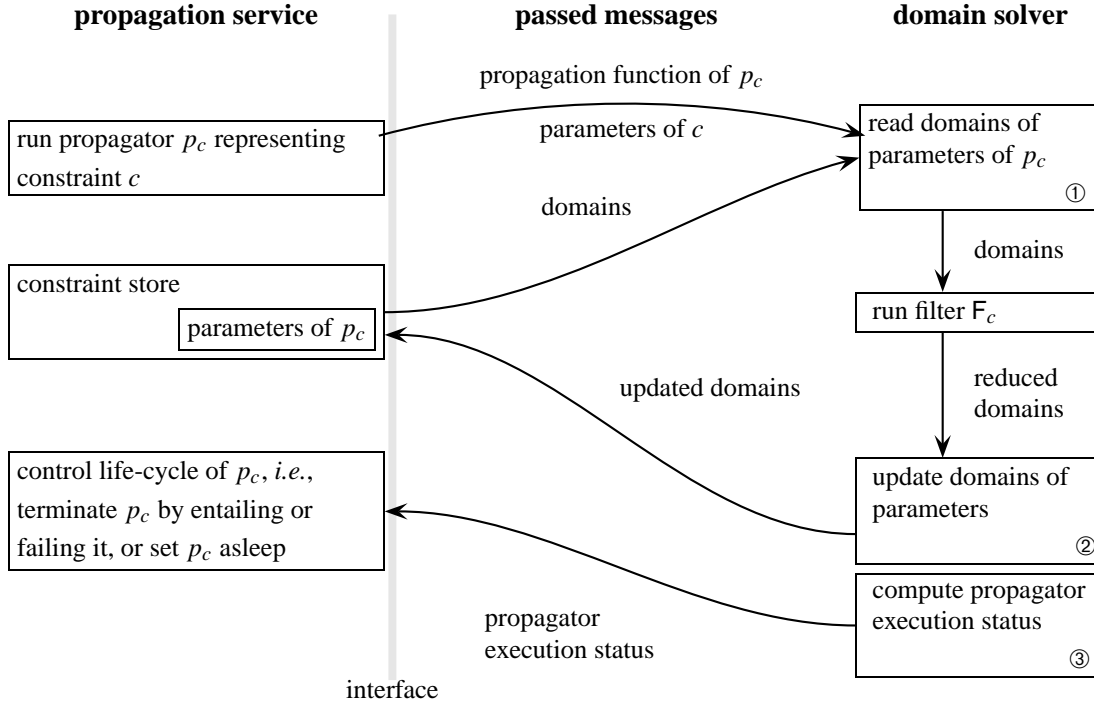 propagation service
passed messages
domain solver
propagation function of p_c
parameters of c
run propagator p_c representing
constraint c
read domains of
parameters of p_c
①
domains
domains
constraint store
parameters of p_c
run filter F_c
updated domains
reduced
domains
control life-cycle of p_c, i.e.,
terminate p_c by entailing or
failing it, or set p_c asleep
update domains of
parameters
②
compute propagator
execution status
③
propagator
execution status
interface